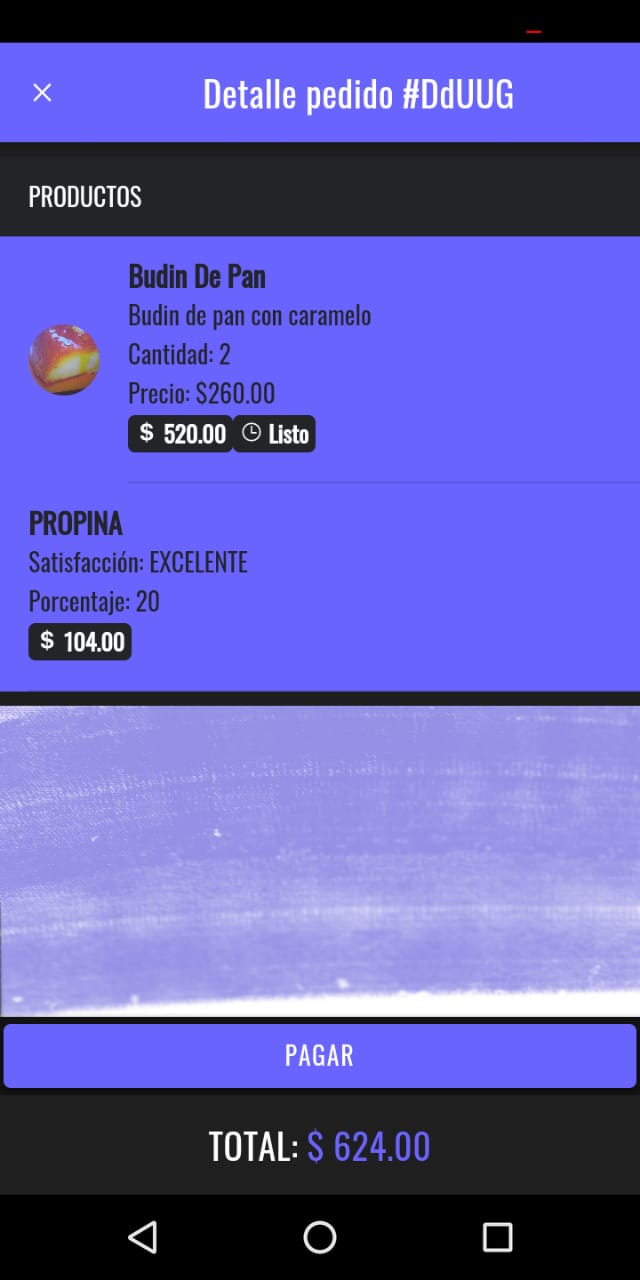 Detalle pedido #DdUUG
PRODUCTOS
Budin De Pan
Budin de pan con caramelo
Cantidad: 2
Precio: $260.00
$ 520.00 Listo
PROPINA
Satisfacción: EXCELENTE
Porcentaje: 20
$ 104.00
PAGAR
TOTAL: $ 624.00